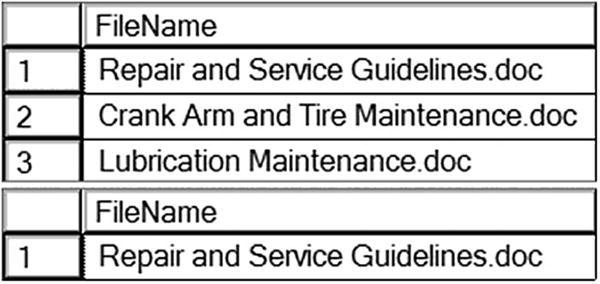 FileName
1 Repair and Service Guidelines.doc
2 Crank Arm and Tire Maintenance.doc
3 Lubrication Maintenance.doc
FileName
1 Repair and Service Guidelines.doc